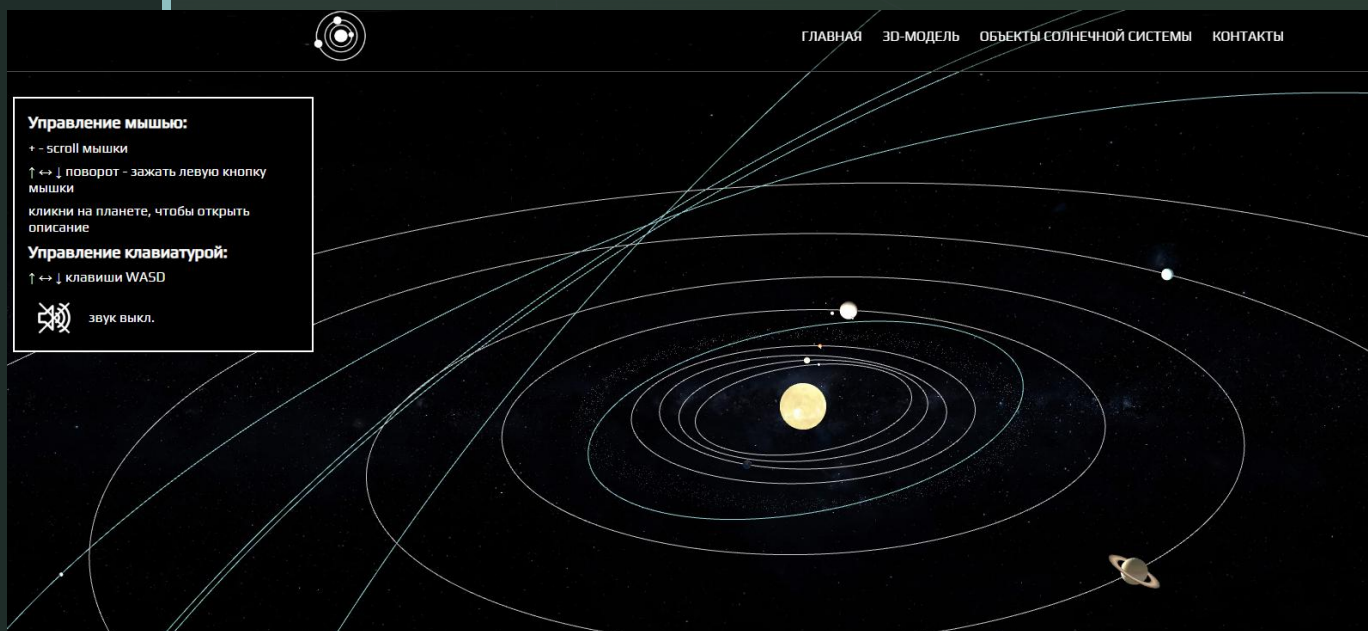 ГЛАВНАЯ 3D-МОДЕЛЬ ОБЪЕКТЫ СОЛНЕЧНОЙ СИСТЕМЫ КОНТАКТЫ
Управление мышью:
+ - scroll мышки
↑ ↔ ↓ поворот - зажать левую кнопку
мышки
кликни на планете, чтобы открыть
описание
Управление клавиатурой:
↑ ↔ ↓ клавиши WASD
звук выкл.